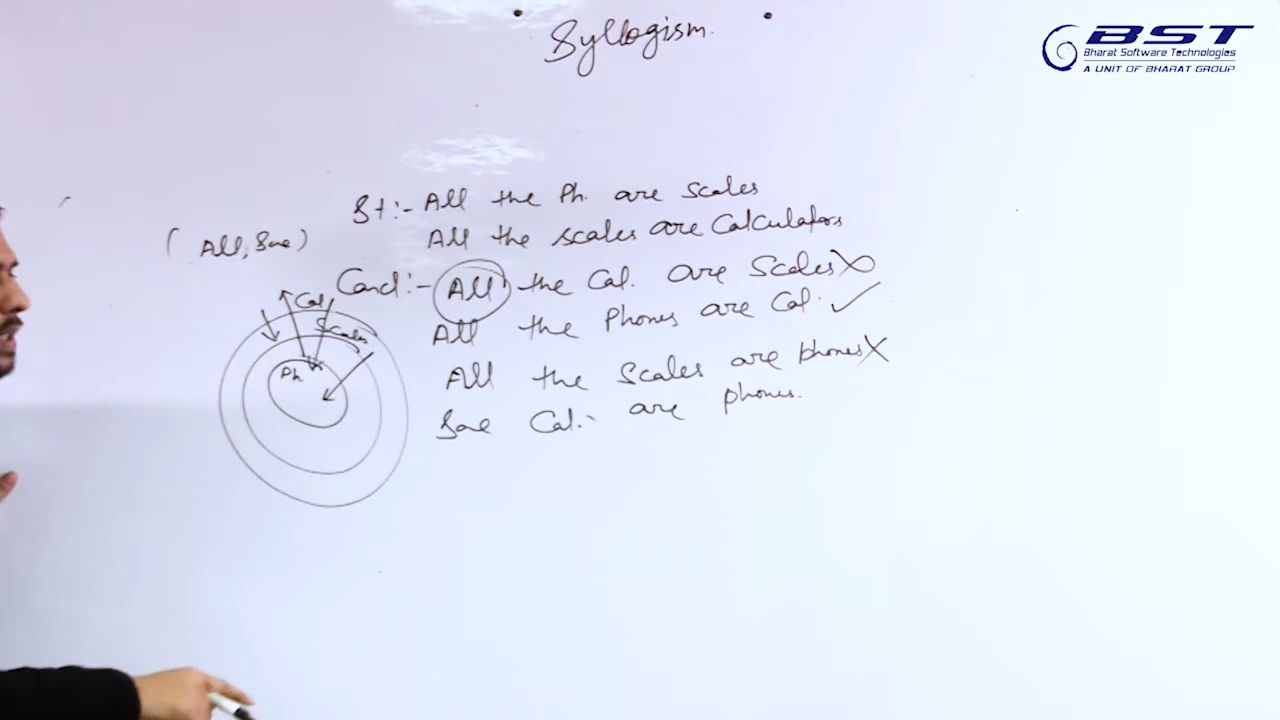 Syllogism.
BST
Bharat Software Technologies
A UNIT OF BHARAT GROUP
St:- All the Ph. are Scales
All the scales are Calculators
(All, Some)
Concl:- All the Cal. are Scales X
All the Phones are Cal. ✓
All the Scales are phones X
Some Cal. are phones.
Cal
Scales
Ph